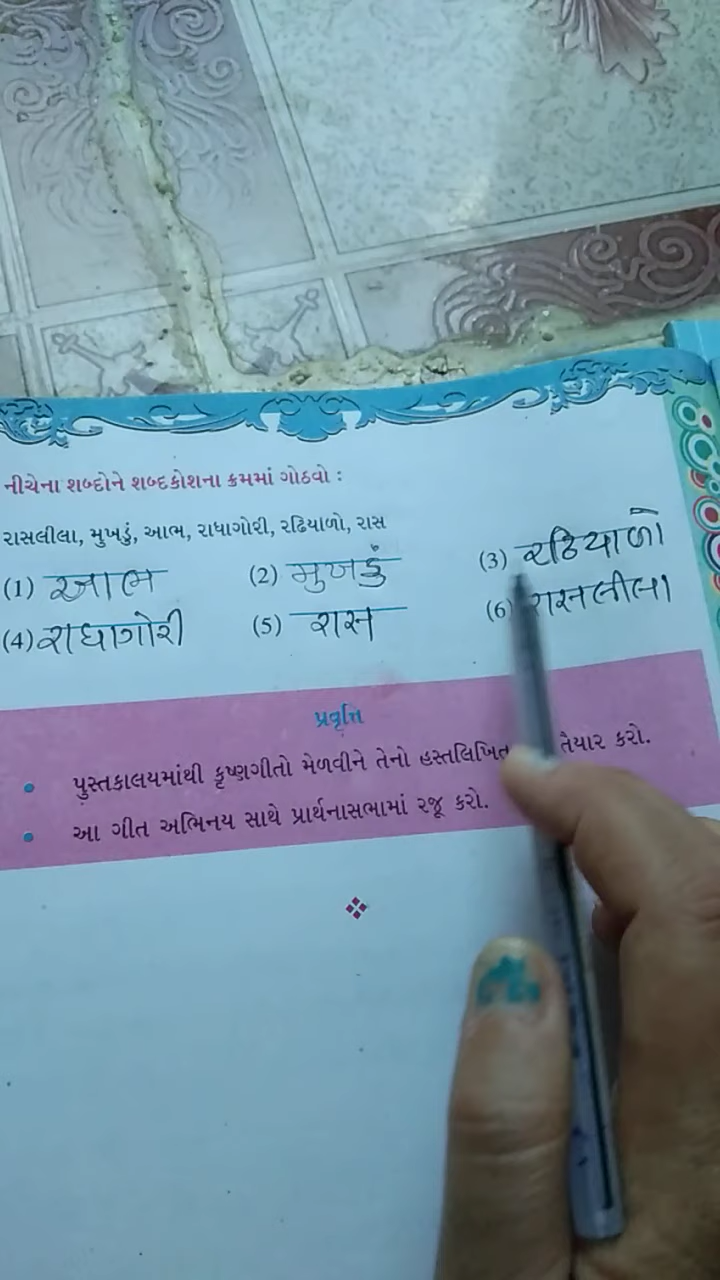 નીચેના શબ્દોને શબ્દકોશના ક્રમમાં ગોઠવો :
રાસલીલા, મુખડું, આભ, રાધાગોરી, રઢિયાળો, રાસ
(1) આભ (2) મુખડું (3) રઢિયાળો
(4) રાધાગોરી (5) રાસ (6) રાસલીલા
પ્રવૃત્તિ
• પુસ્તકાલયમાંથી કૃષ્ણગીતો મેળવીને તેનો હસ્તલિખિત તૈયાર કરો.
• આ ગીત અભિનય સાથે પ્રાર્થનાસભામાં રજૂ કરો.